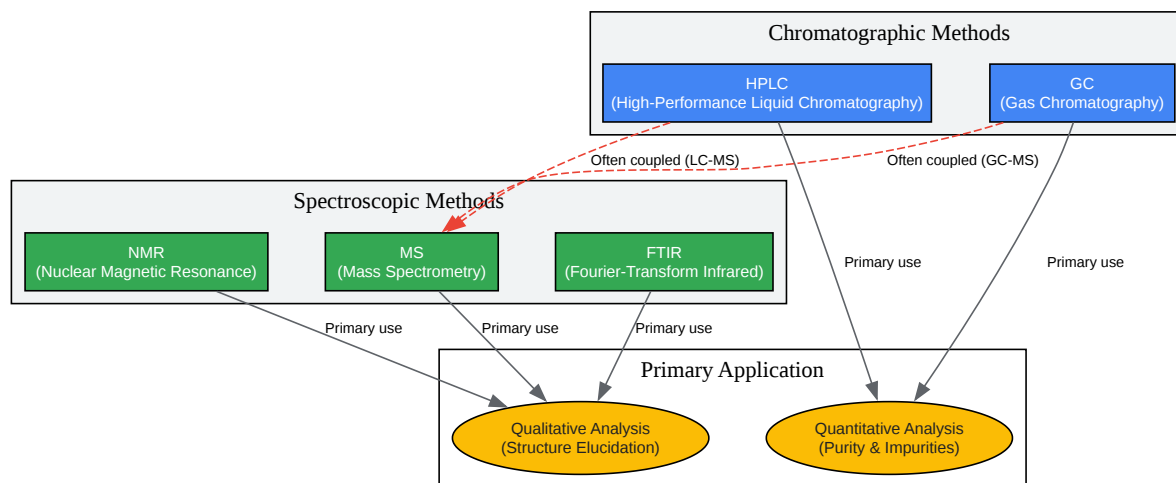 Chromatographic Methods
HPLC
(High-Performance Liquid Chromatography)
GC
(Gas Chromatography)
Often coupled (LC-MS)
Often coupled (GC-MS)
Spectroscopic Methods
NMR
(Nuclear Magnetic Resonance)
MS
(Mass Spectrometry)
FTIR
(Fourier-Transform Infrared)
Primary use
Primary use
Primary use
Primary use
Primary use
Primary Application
Qualitative Analysis
(Structure Elucidation)
Quantitative Analysis
(Purity & Impurities)